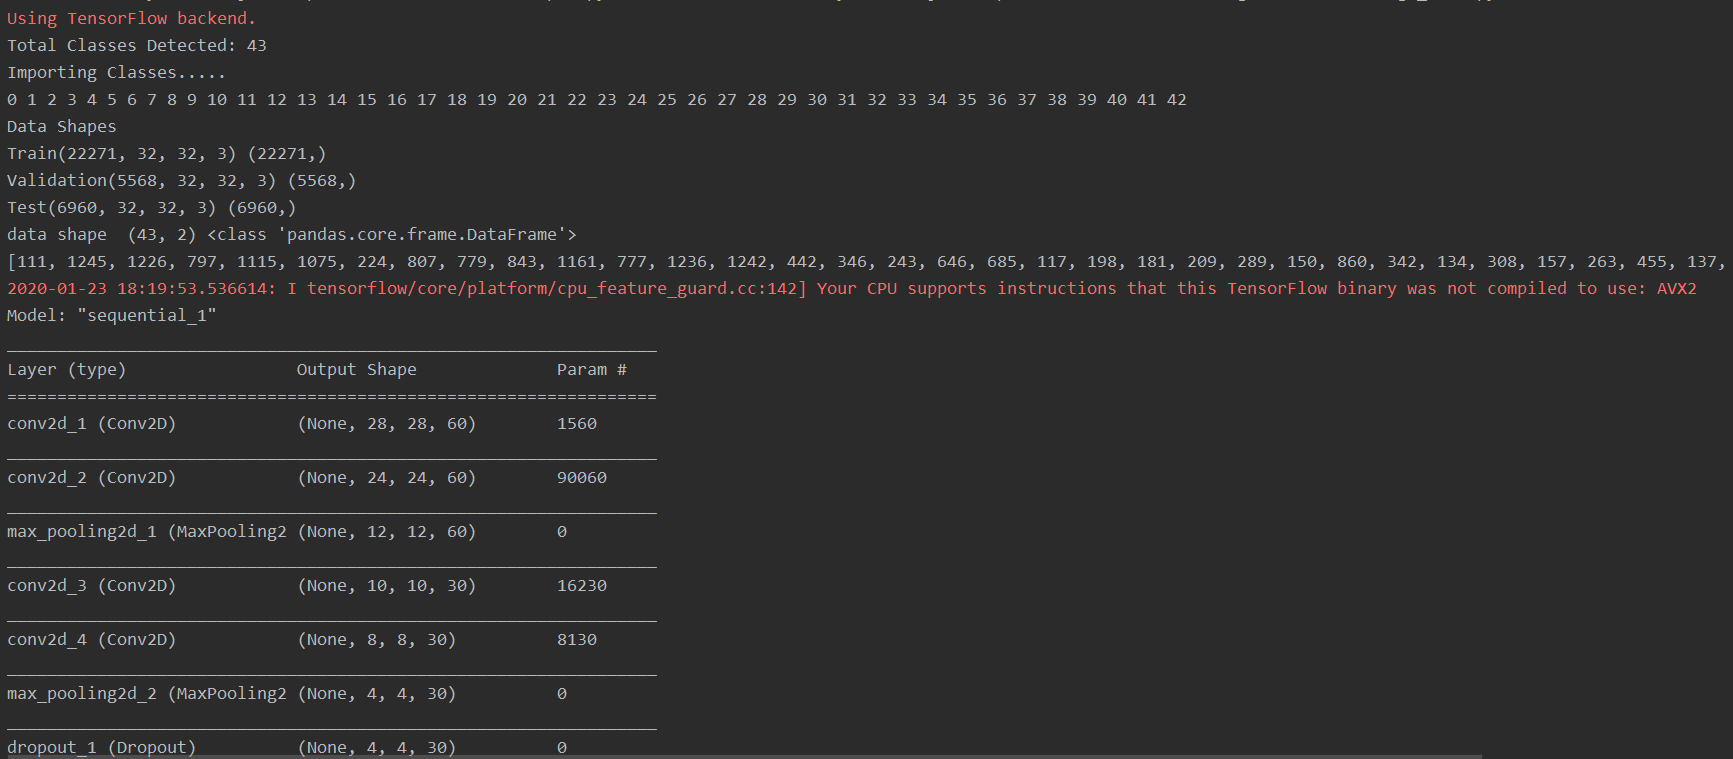 Using TensorFlow backend.
Total Classes Detected: 43
Importing Classes.....
0 1 2 3 4 5 6 7 8 9 10 11 12 13 14 15 16 17 18 19 20 21 22 23 24 25 26 27 28 29 30 31 32 33 34 35 36 37 38 39 40 41 42
Data Shapes
Train(22271, 32, 32, 3) (22271,)
Validation(5568, 32, 32, 3) (5568,)
Test(6960, 32, 32, 3) (6960,)
data shape  (43, 2) <class 'pandas.core.frame.DataFrame'>
[111, 1245, 1226, 797, 1115, 1075, 224, 807, 779, 843, 1161, 777, 1236, 1242, 442, 346, 243, 646, 685, 117, 198, 181, 209, 289, 150, 860, 342, 134, 308, 157, 263, 455, 137,
2020-01-23 18:19:53.536614: I tensorflow/core/platform/cpu_feature_guard.cc:142] Your CPU supports instructions that this TensorFlow binary was not compiled to use: AVX2
Model: "sequential_1"
_________________________________________________________________
Layer (type)                 Output Shape              Param #
=================================================================
conv2d_1 (Conv2D)            (None, 28, 28, 60)        1560
_________________________________________________________________
conv2d_2 (Conv2D)            (None, 24, 24, 60)        90060
_________________________________________________________________
max_pooling2d_1 (MaxPooling2 (None, 12, 12, 60)        0
_________________________________________________________________
conv2d_3 (Conv2D)            (None, 10, 10, 30)        16230
_________________________________________________________________
conv2d_4 (Conv2D)            (None, 8, 8, 30)          8130
_________________________________________________________________
max_pooling2d_2 (MaxPooling2 (None, 4, 4, 30)          0
_________________________________________________________________
dropout_1 (Dropout)          (None, 4, 4, 30)          0